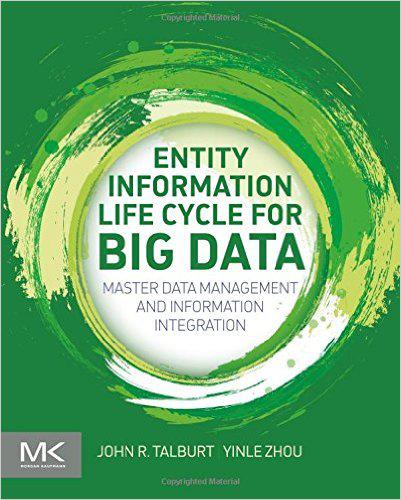 Copyrighted Material
ENTITY
INFORMATION
LIFE CYCLE FOR
BIG DATA
MASTER DATA MANAGEMENT
AND INFORMATION
INTEGRATION
MK
MORGAN KAUFMANN
JOHN R. TALBURT YINLE ZHOU
Copyrighted Material